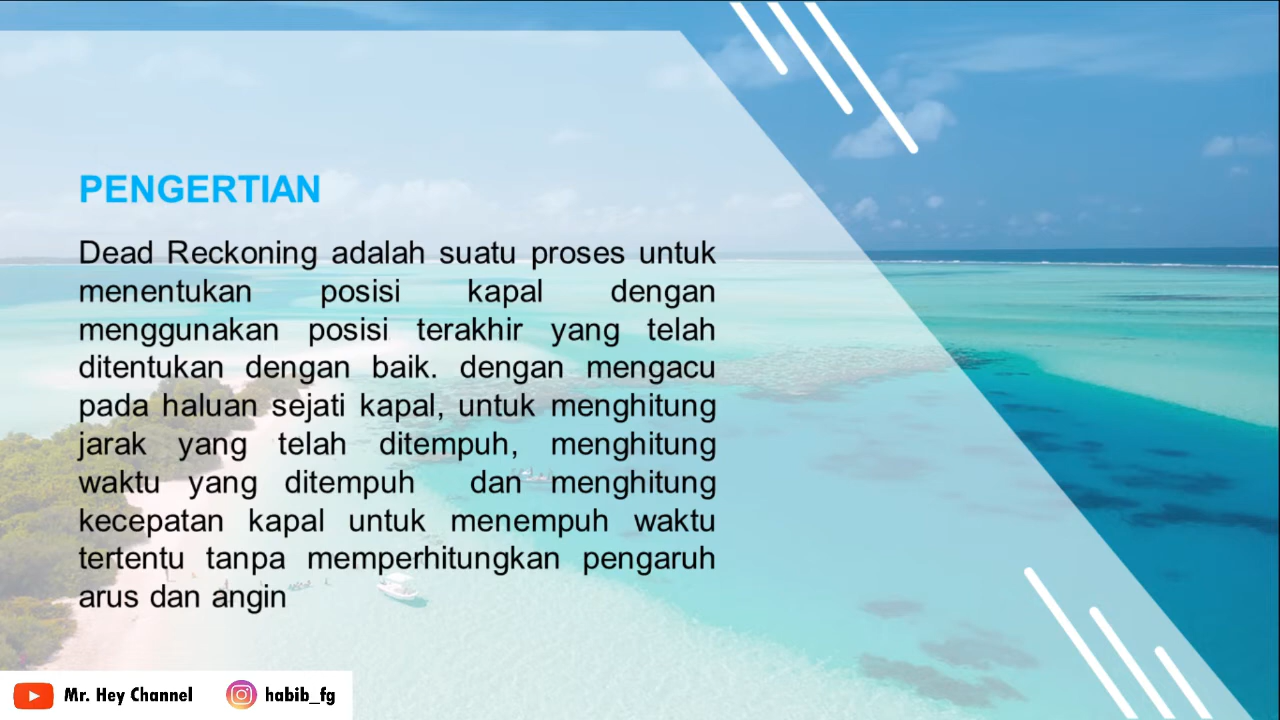 PENGERTIAN
Dead Reckoning adalah suatu proses untuk
menentukan posisi kapal dengan
menggunakan posisi terakhir yang telah
ditentukan dengan baik. dengan mengacu
pada haluan sejati kapal, untuk menghitung
jarak yang telah ditempuh, menghitung
waktu yang ditempuh dan menghitung
kecepatan kapal untuk menempuh waktu
tertentu tanpa memperhitungkan pengaruh
arus dan angin
Mr. Hey Channel habib_fg